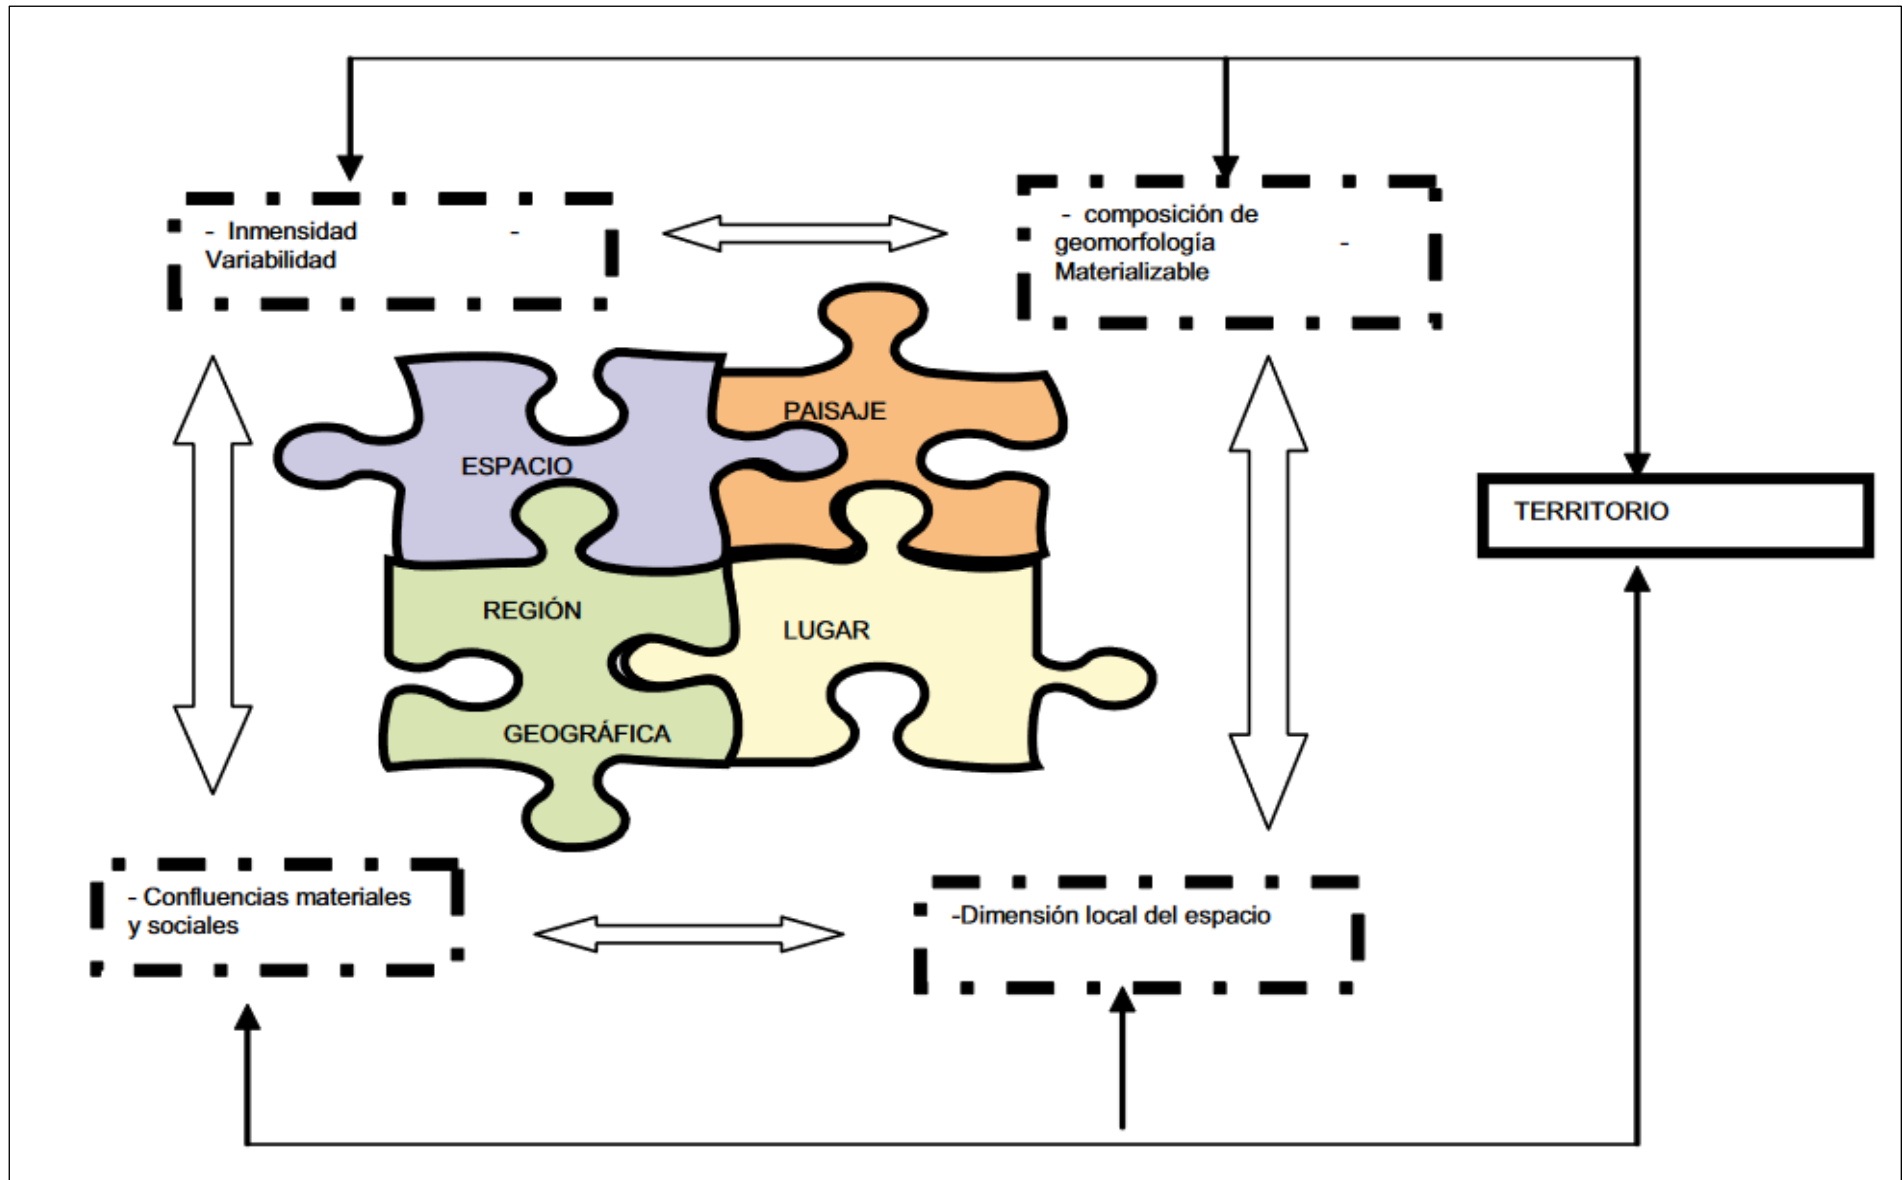 - Inmensidad -
Variabilidad
- composición de
geomorfología -
Materializable
PAISAJE
ESPACIO
TERRITORIO
REGIÓN
LUGAR
GEOGRÁFICA
- Confluencias materiales
y sociales
-Dimensión local del espacio